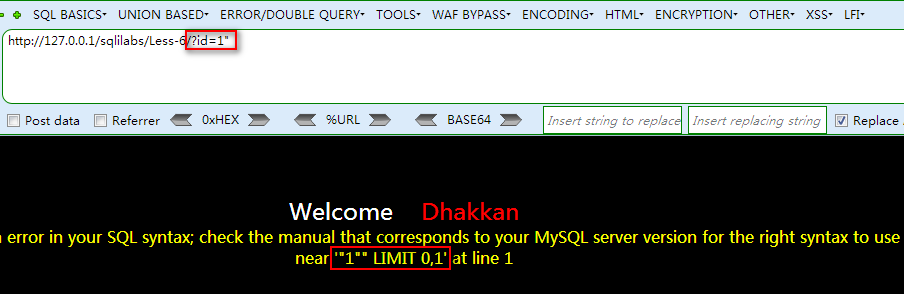 SQL BASICS▾ UNION BASED▾ ERROR/DOUBLE QUERY▾ TOOLS▾ WAF BYPASS▾ ENCODING▾ HTML▾ ENCRYPTION▾ OTHER▾ XSS▾ LFI▾
http://127.0.0.1/sqlilabs/Less-6/?id=1"
Post data Referrer 0xHEX %URL BASE64 Insert string to replace Insert replacing string Replace
Welcome Dhakkan
error in your SQL syntax; check the manual that corresponds to your MySQL server version for the right syntax to use
near '"1"" LIMIT 0,1' at line 1